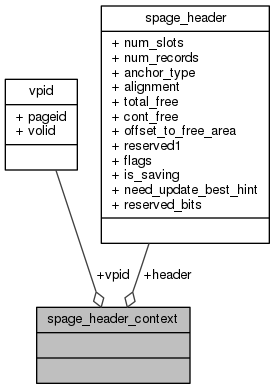 spage_header
+ num_slots
+ num_records
+ anchor_type
+ alignment
+ total_free
+ cont_free
+ offset_to_free_area
+ reserved1
+ flags
+ is_saving
+ need_update_best_hint
+ reserved_bits
vpid
+ pageid
+ volid
+vpid
+header
spage_header_context